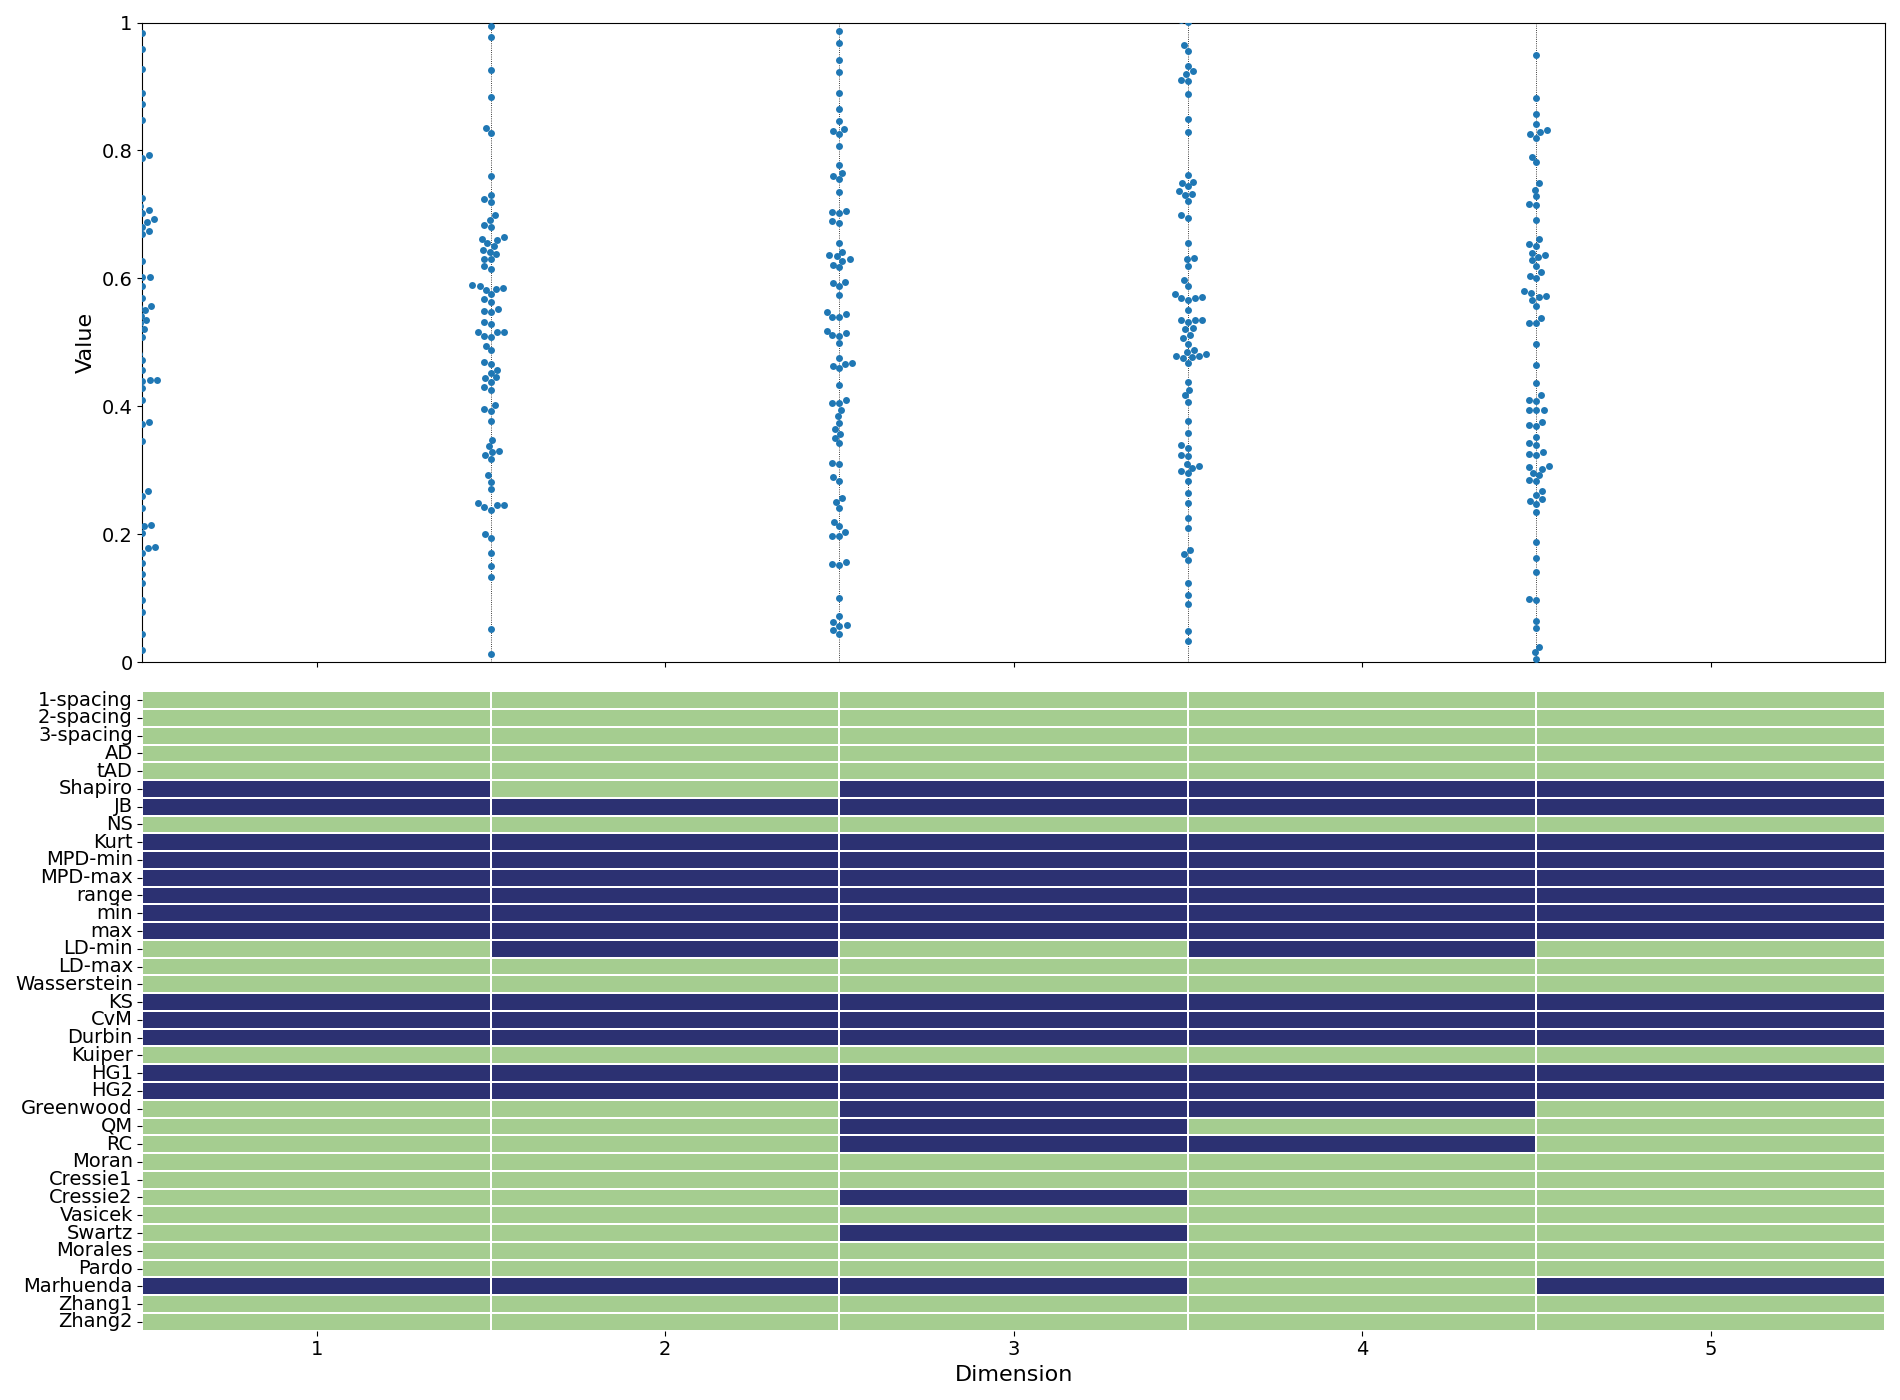 1
0.8
0.6
0.4
0.2
0
Value
1-spacing
2-spacing
3-spacing
AD
tAD
Shapiro
JB
NS
Kurt
MPD-min
MPD-max
range
min
max
LD-min
LD-max
Wasserstein
KS
CvM
Durbin
Kuiper
HG1
HG2
Greenwood
QM
RC
Moran
Cressie1
Cressie2
Vasicek
Swartz
Morales
Pardo
Marhuenda
Zhang1
Zhang2
1 2 3 4 5
Dimension